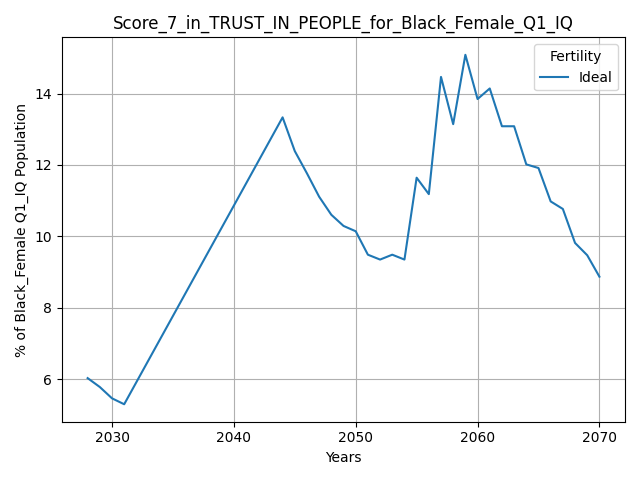 Score_7_in_TRUST_IN_PEOPLE_for_Black_Female_Q1_IQ
Fertility
Ideal
% of Black_Female Q1_IQ Population
14
12
10
8
6
2030 2040 2050 2060 2070
Years